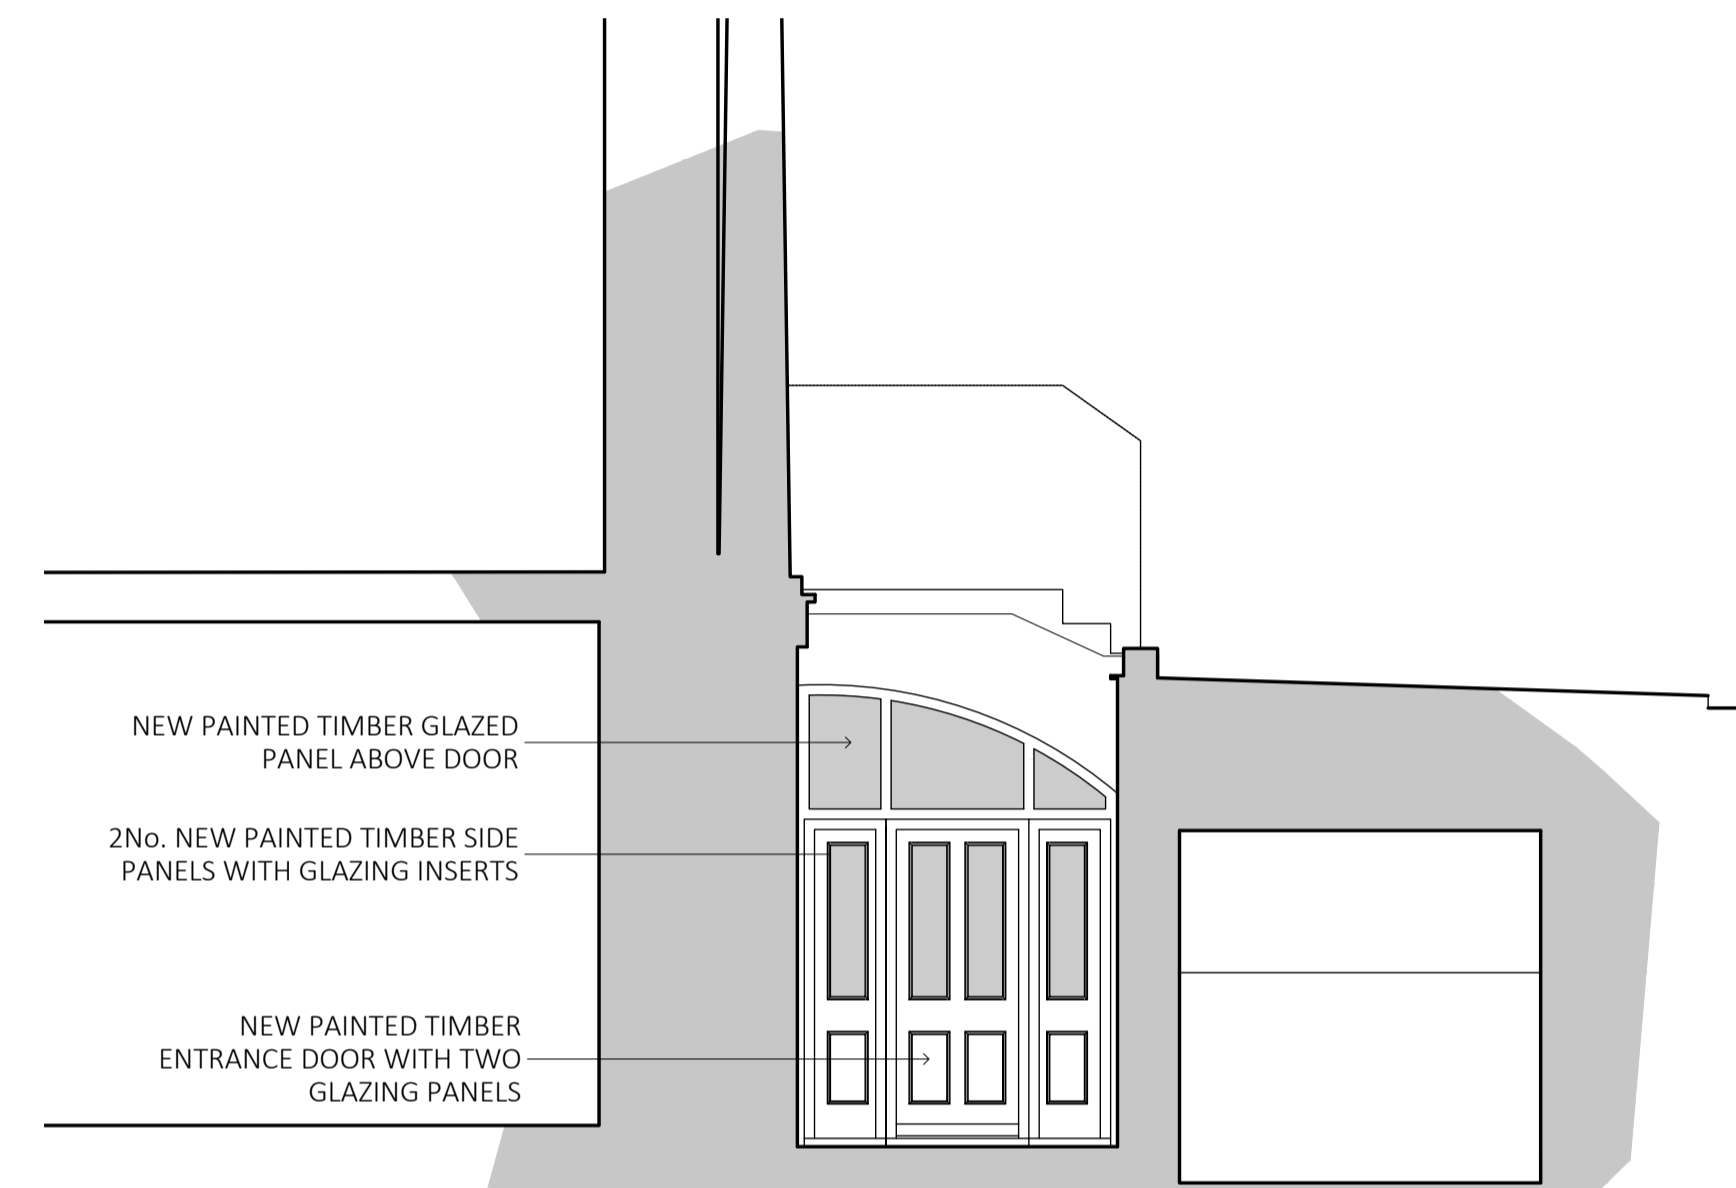 NEW PAINTED TIMBER GLAZED
PANEL ABOVE DOOR
2No. NEW PAINTED TIMBER SIDE
PANELS WITH GLAZING INSERTS
NEW PAINTED TIMBER
ENTRANCE DOOR WITH TWO
GLAZING PANELS